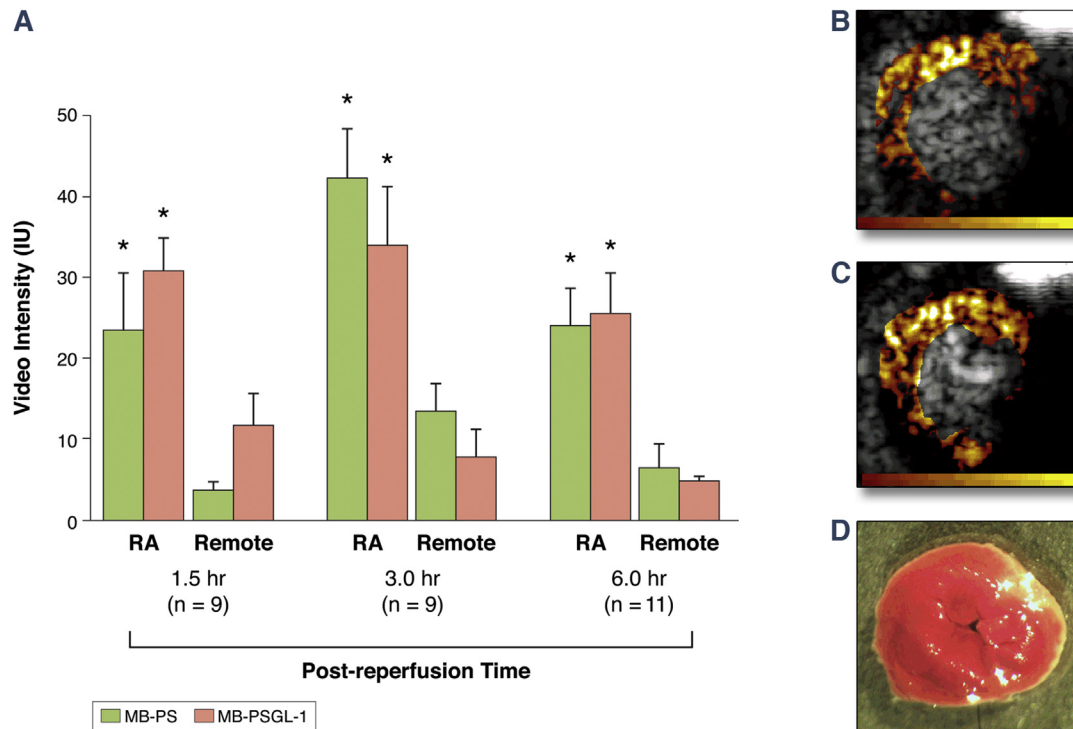 A
Video Intensity (IU)
50
40
30
20
10
0
* * * * * *
RA Remote RA Remote RA Remote
1.5 hr 3.0 hr 6.0 hr
(n = 9) (n = 9) (n = 11)
Post-reperfusion Time
MB-PS MB-PSGL-1
B
C
D